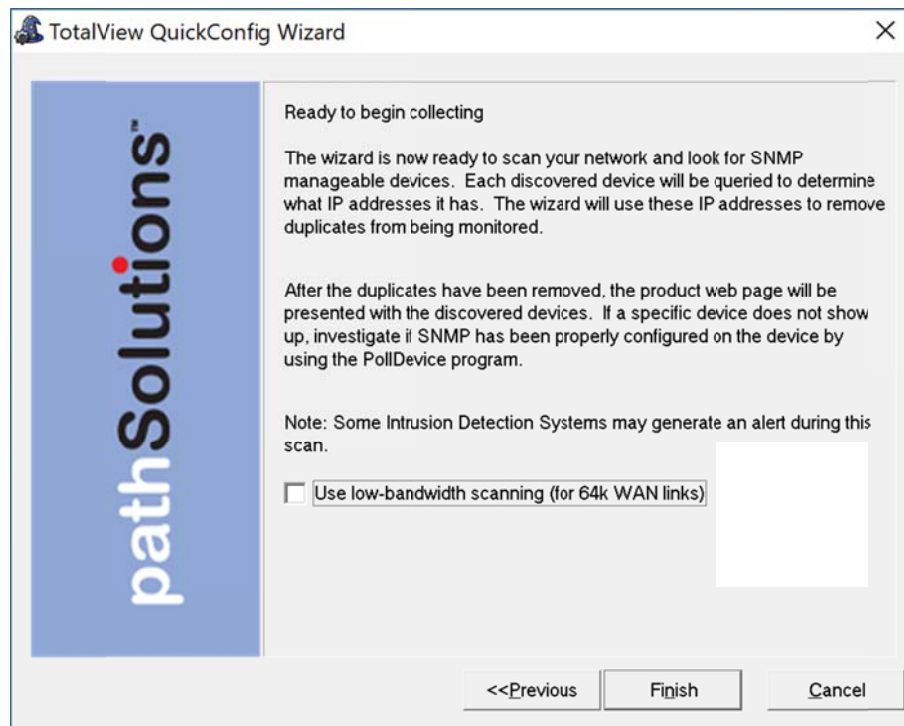 TotalView QuickConfig Wizard
pathSolutions™
Ready to begin collecting
The wizard is now ready to scan your network and look for SNMP
manageable devices. Each discovered device will be queried to determine
what IP addresses it has. The wizard will use these IP addresses to remove
duplicates from being monitored.
After the duplicates have been removed, the product web page will be
presented with the discovered devices. If a specific device does not show
up, investigate if SNMP has been properly configured on the device by
using the PollDevice program.
Note: Some Intrusion Detection Systems may generate an alert during this
scan.
Use low-bandwidth scanning (for 64k WAN links)
<<Previous
Finish
Cancel